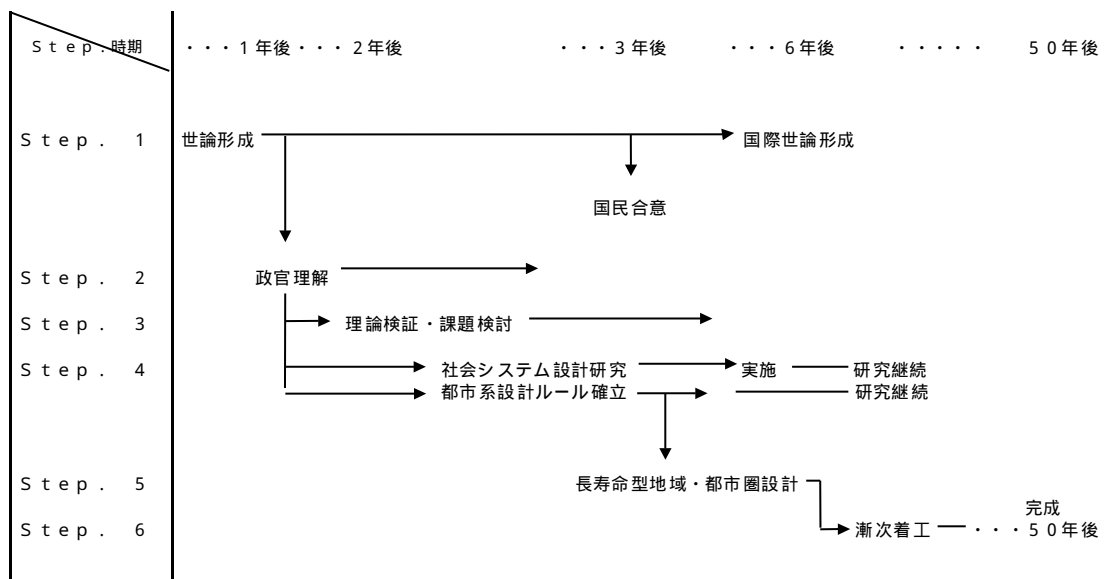 Step.時期 ・・・1年後・・・2年後 ・・・3年後 ・・・6年後 ・・・・・ 50年後
Step. 1 世論形成 国際世論形成
国民合意
Step. 2 政官理解
Step. 3 理論検証・課題検討
Step. 4 社会システム設計研究 実施 研究継続
都市系設計ルール確立 研究継続
Step. 5 長寿命型地域・都市圏設計
完成
Step. 6 漸次着工 ・・・50年後